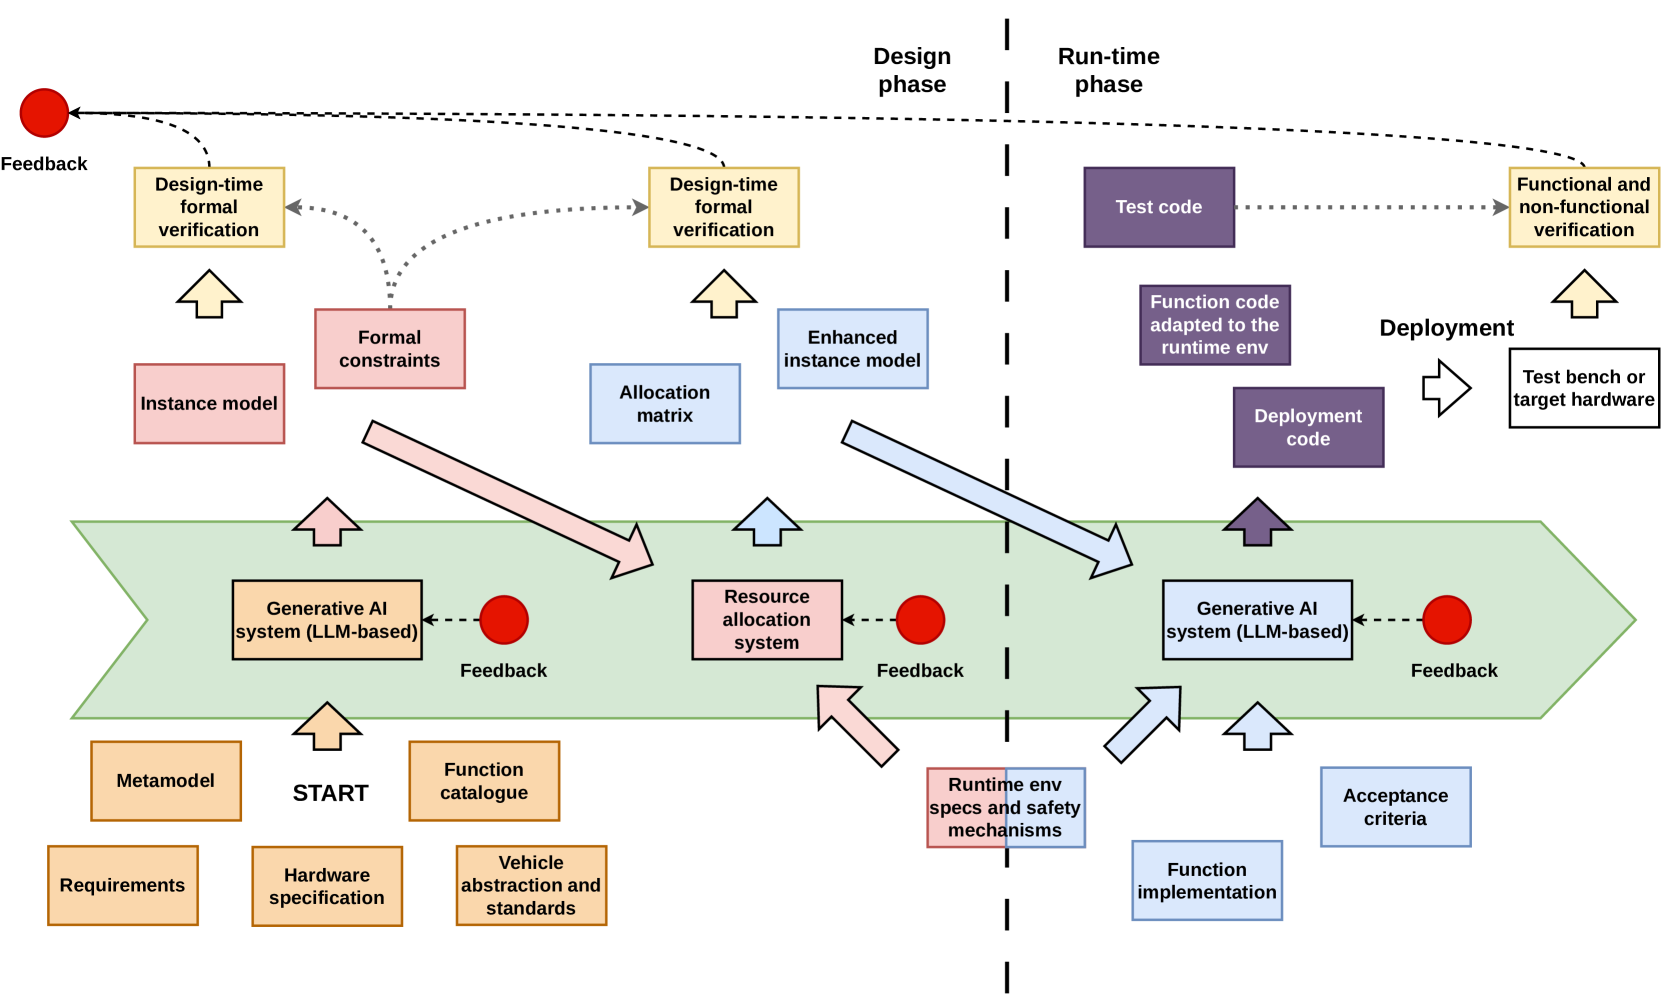 Design
phase
Run-time
phase
Feedback
Design-time
formal
verification
Design-time
formal
verification
Test code
Functional and
non-functional
verification
Formal
constraints
Enhanced
instance model
Function code
adapted to the
runtime env
Deployment
Instance model
Allocation
matrix
Deployment
code
Test bench or
target hardware
Generative AI
system (LLM-based)
Feedback
Resource
allocation
system
Feedback
Generative AI
system (LLM-based)
Feedback
Metamodel
START
Function
catalogue
Runtime env
specs and safety
mechanisms
Acceptance
criteria
Requirements
Hardware
specification
Vehicle
abstraction and
standards
Function
implementation